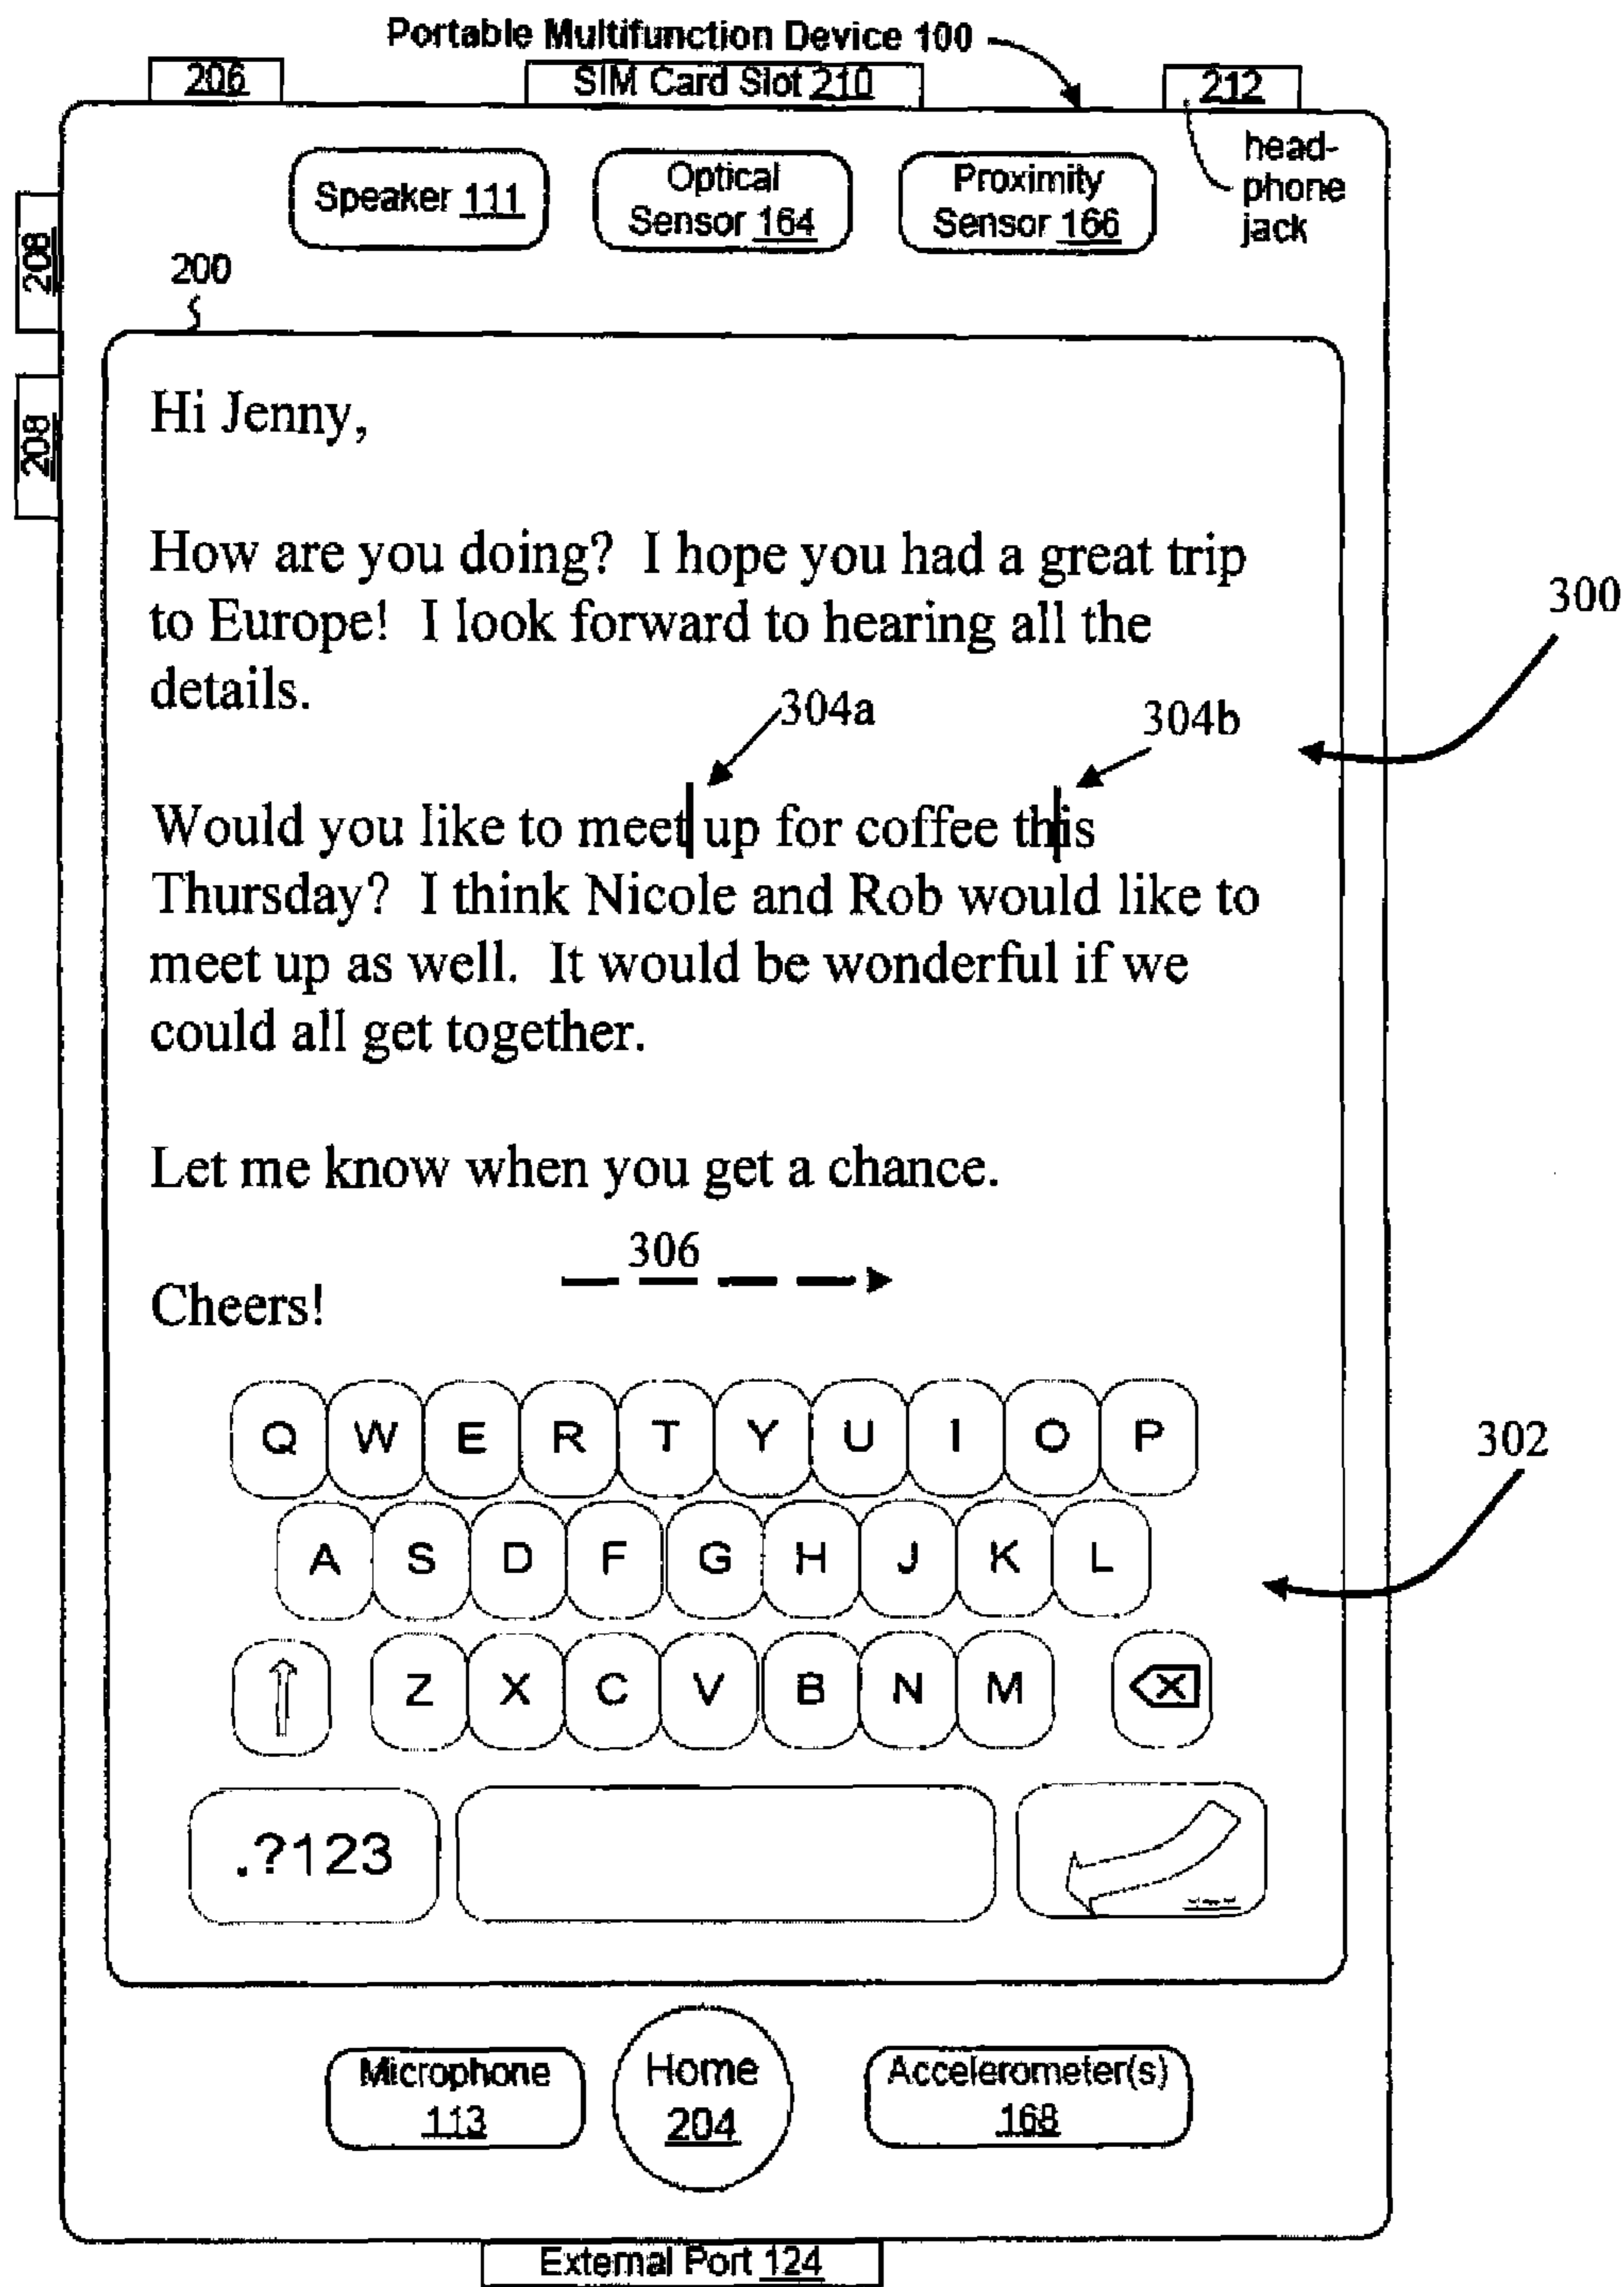 Portable Multifunction Device 100
206
SIM Card Slot 210
212
head-
phone
jack
Speaker 111
Optical
Sensor 164
Proximity
Sensor 166
208
208
200
Hi Jenny,
How are you doing?  I hope you had a great trip
to Europe!  I look forward to hearing all the
details.
300
304a
304b
Would you like to meet up for coffee this
Thursday?  I think Nicole and Rob would like to
meet up as well.  It would be wonderful if we
could all get together.
Let me know when you get a chance.
306
Cheers!
Q W E R T Y U I O P
302
A S D F G H J K L
Z X C V B N M
.?123
Microphone
113
Home
204
Accelerometer(s)
168
External Port 124